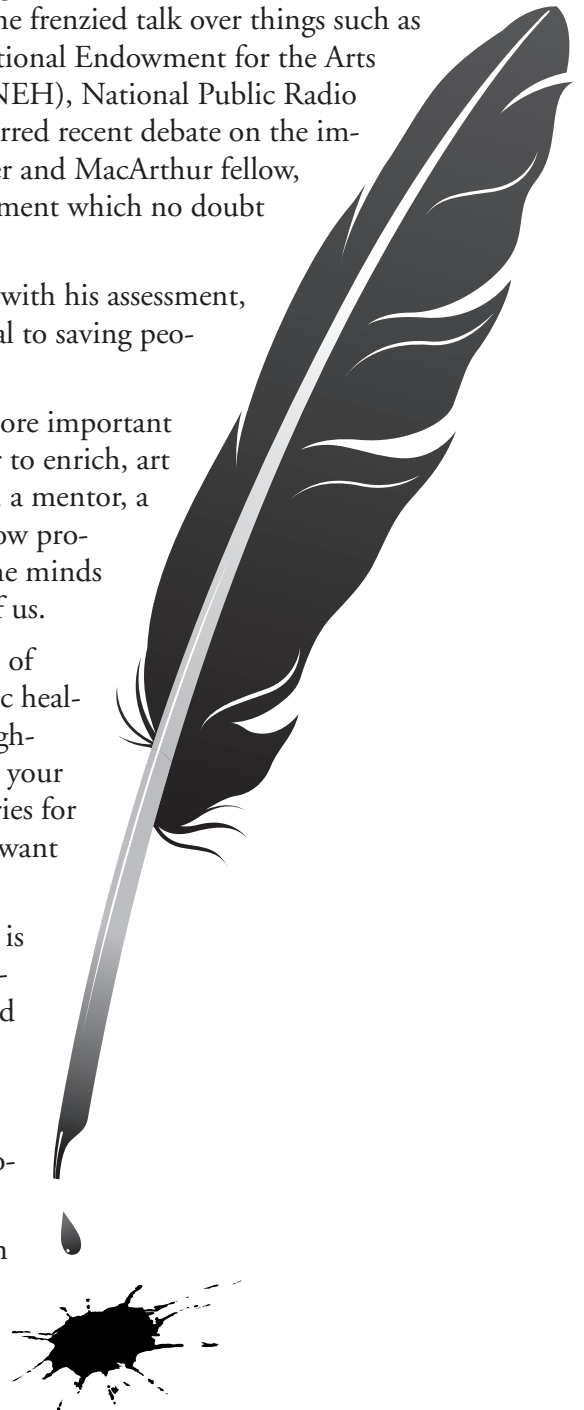 he frenzied talk over things such as
tional Endowment for the Arts
NEH), National Public Radio
rred recent debate on the im-
er and MacArthur fellow,
ment which no doubt
with his assessment,
al to saving peo-
ore important
r to enrich, art
a mentor, a
ow pro-
he minds
f us.
of
c heal-
gh-
your
ries for
want
is
-
d
o-
n